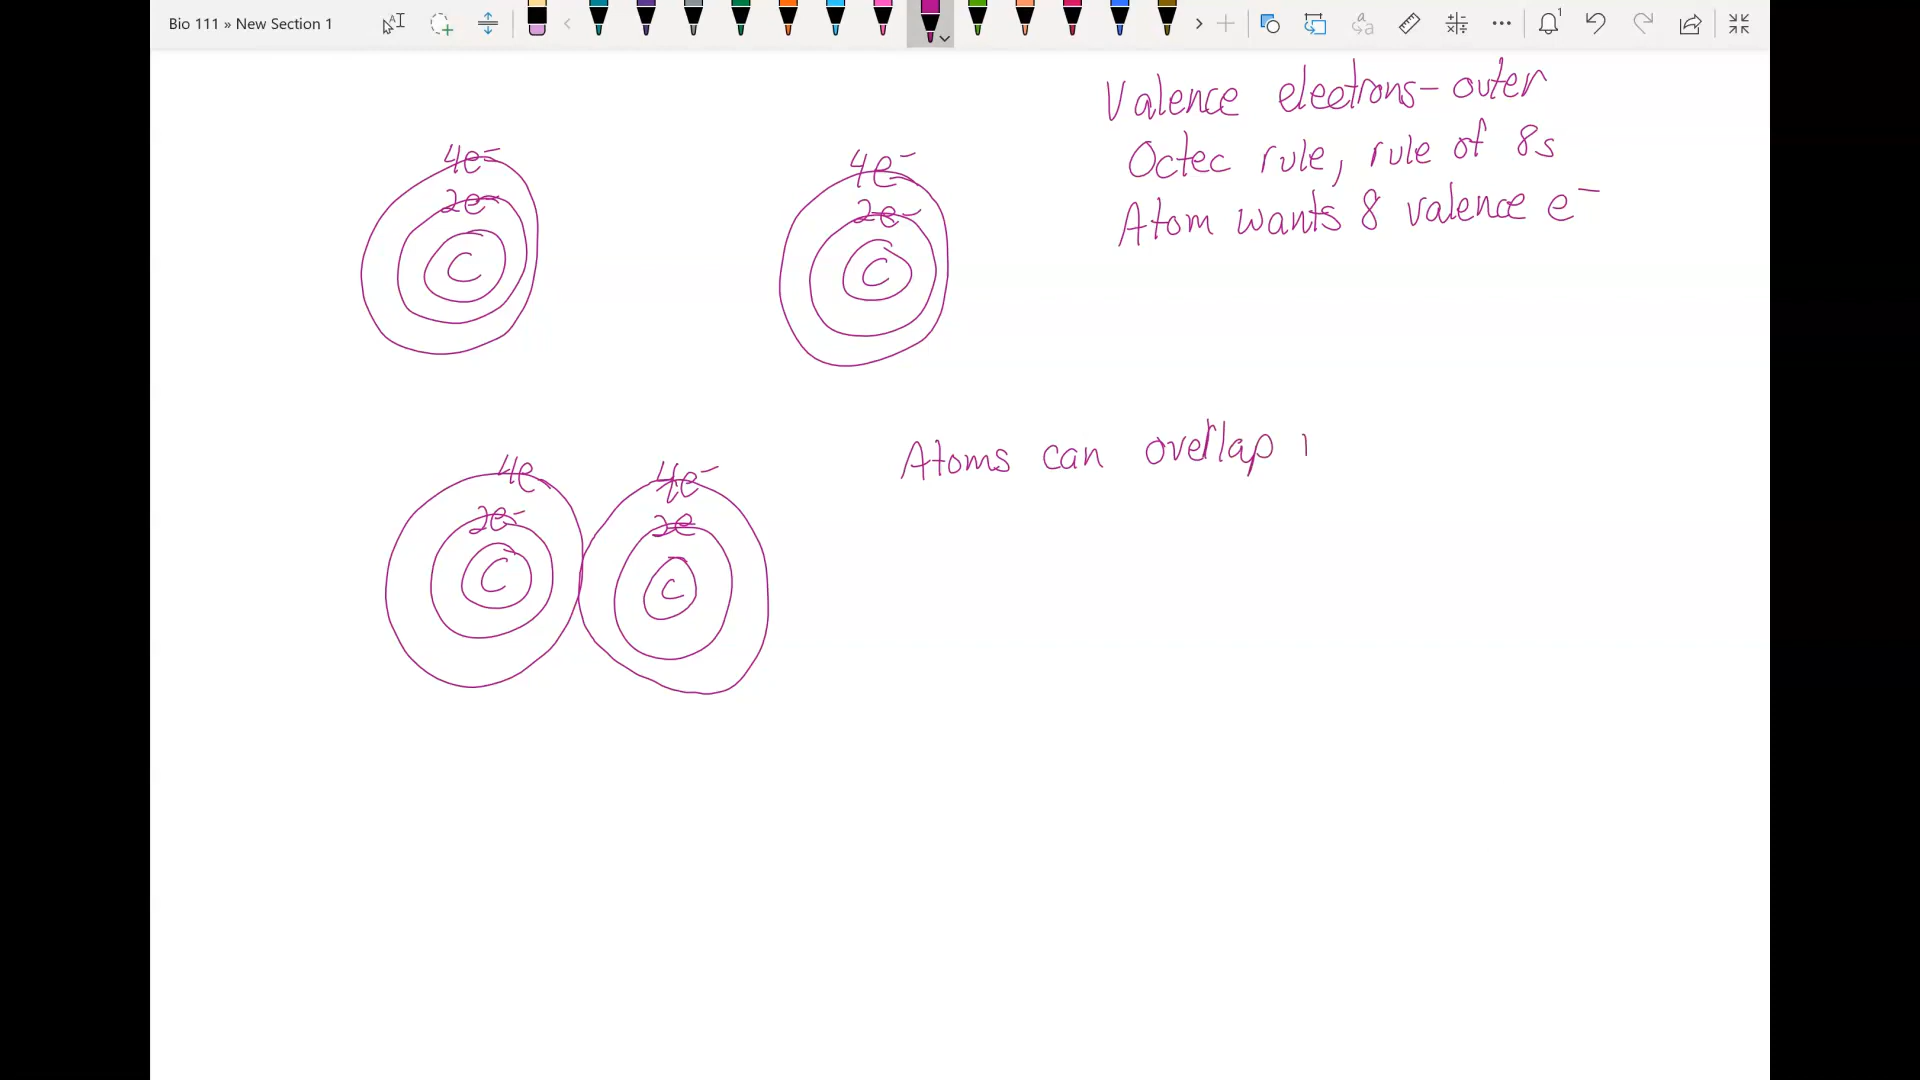 Bio 111 » New Section 1
Valence electrons - outer
Octec rule, rule of 8s
Atom wants 8 valence e⁻
4e⁻
2e⁻
C
4e⁻
2e⁻
C
Atoms can overlap
4e
2e⁻
C
4e⁻
2e
C